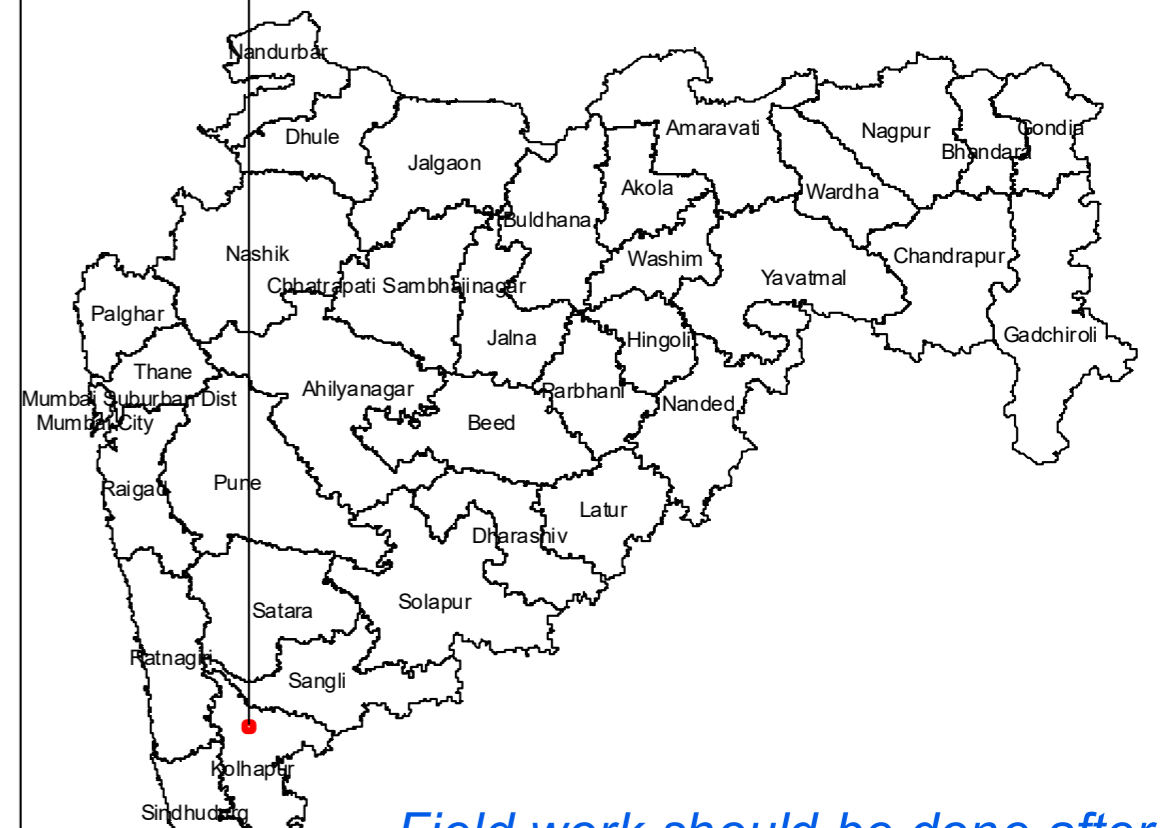 Nandurbar
Dhule
Jalgaon
Amaravati
Nagpur
Gondia
Bhandara
Akola
Wardha
Buldhana
Nashik
Washim
Chandrapur
Yavatmal
Chhatrapati Sambhajinagar
Palghar
Jalna
Hingoli
Gadchiroli
Thane
Ahilyanagar
Parbhani
Mumbai Suburban Dist
Nanded
Mumbai City
Beed
Raigad
Pune
Latur
Dharashiv
Satara
Solapur
Ratnagiri
Sangli
Kolhapur
Sindhudurg
Field work should be done after